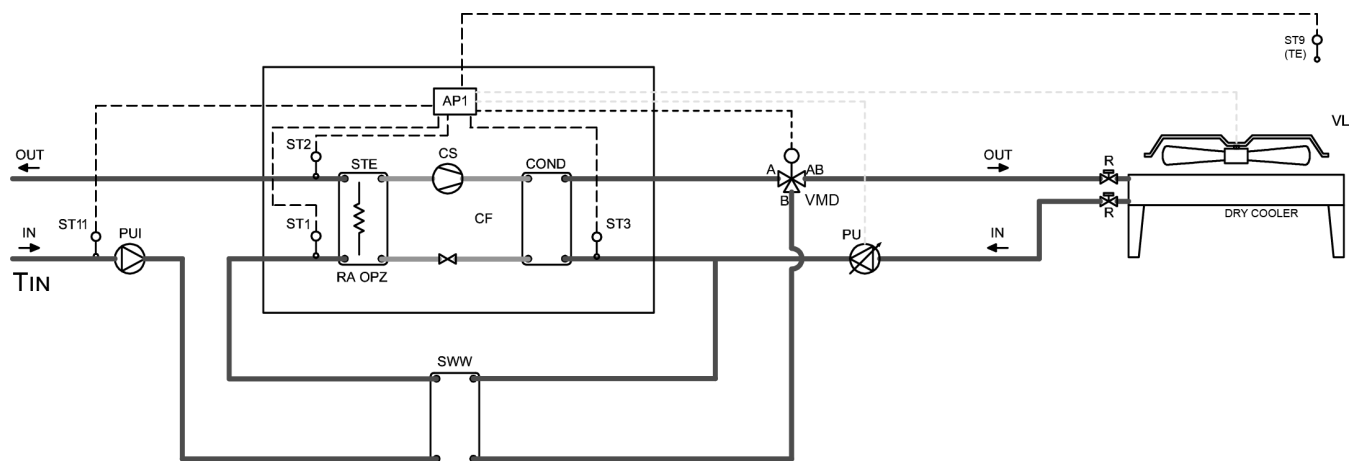 ST9
(TE)
AP1
VL
ST2
CS
OUT
STE
COND
OUT
R
A
AB
B
VMD
ST11
IN
PUI
ST1
CF
ST3
PU
IN
R
DRY COOLER
TIN
RA OPZ
SWW